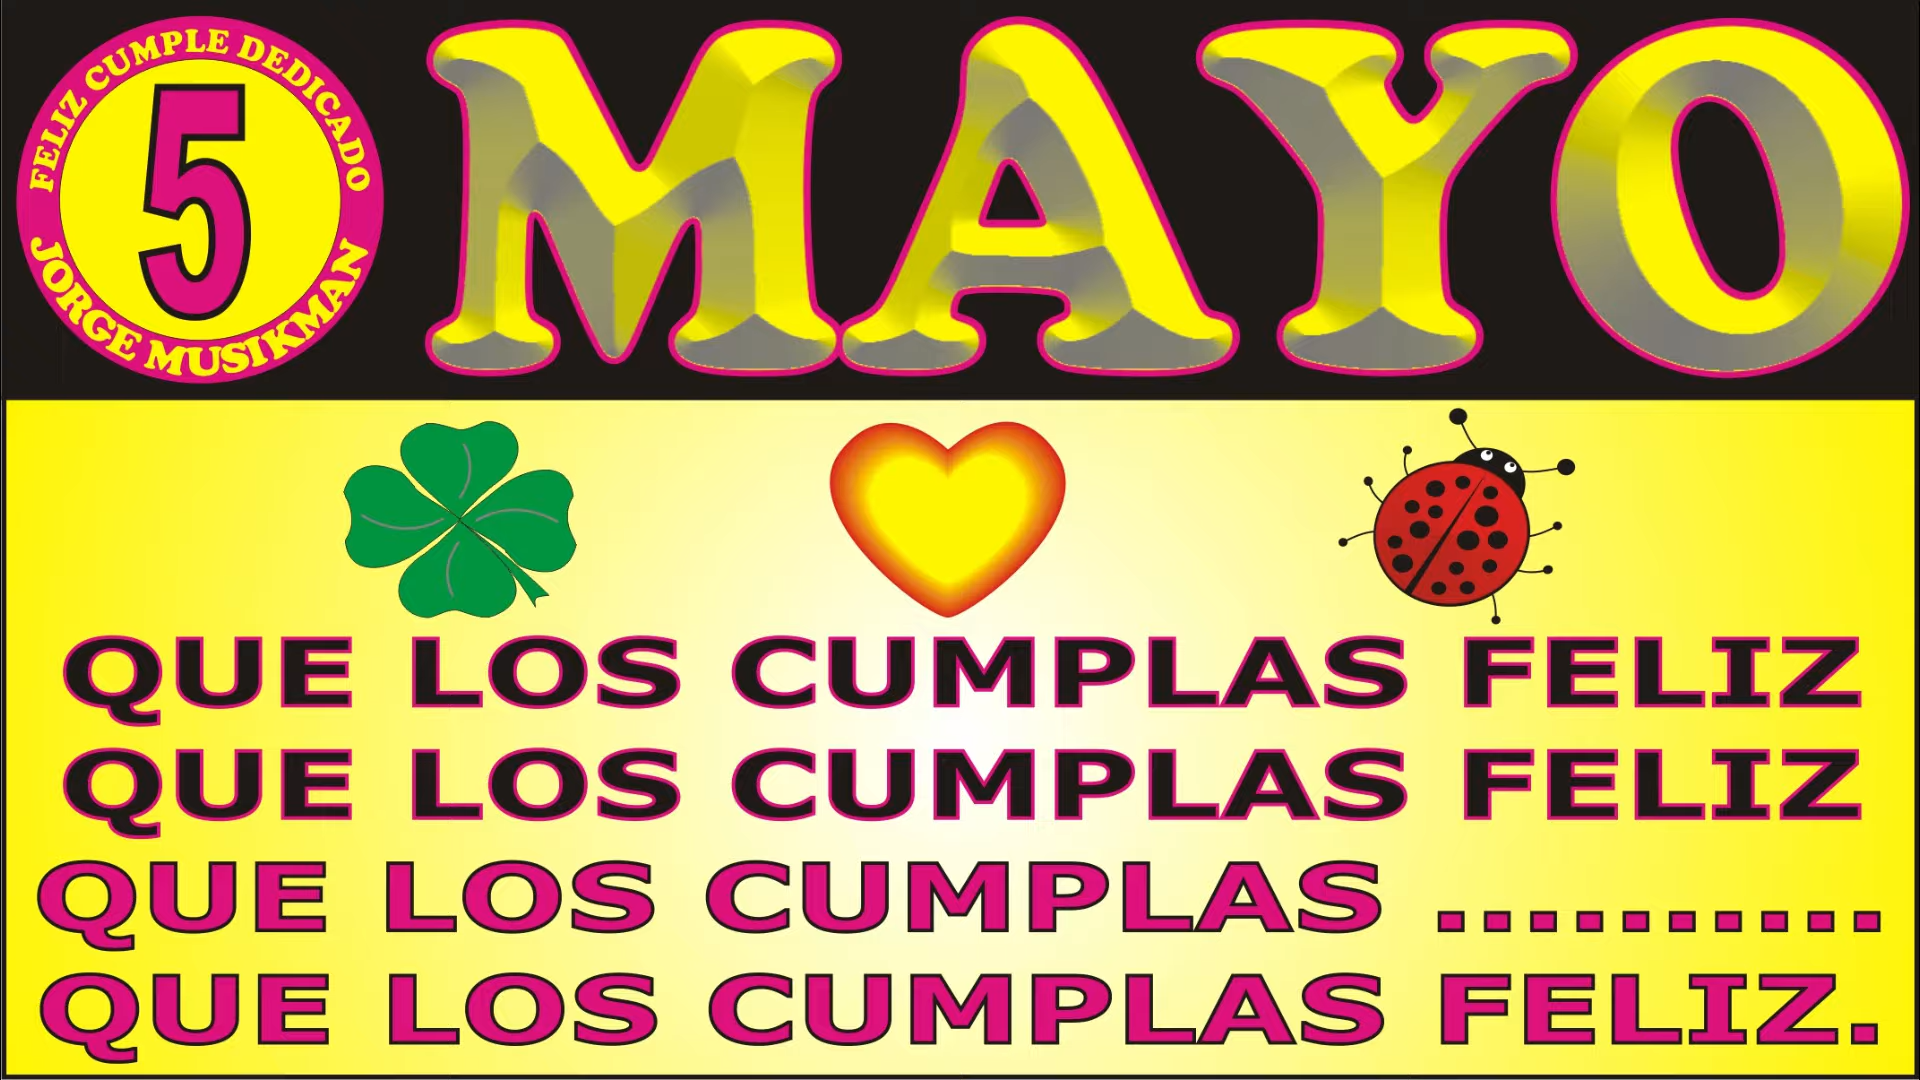 FELIZ CUMPLE DEDICADO
5
JORGE MUSIKMAN
MAYO
QUE LOS CUMPLAS FELIZ
QUE LOS CUMPLAS FELIZ
QUE LOS CUMPLAS ..........
QUE LOS CUMPLAS FELIZ.